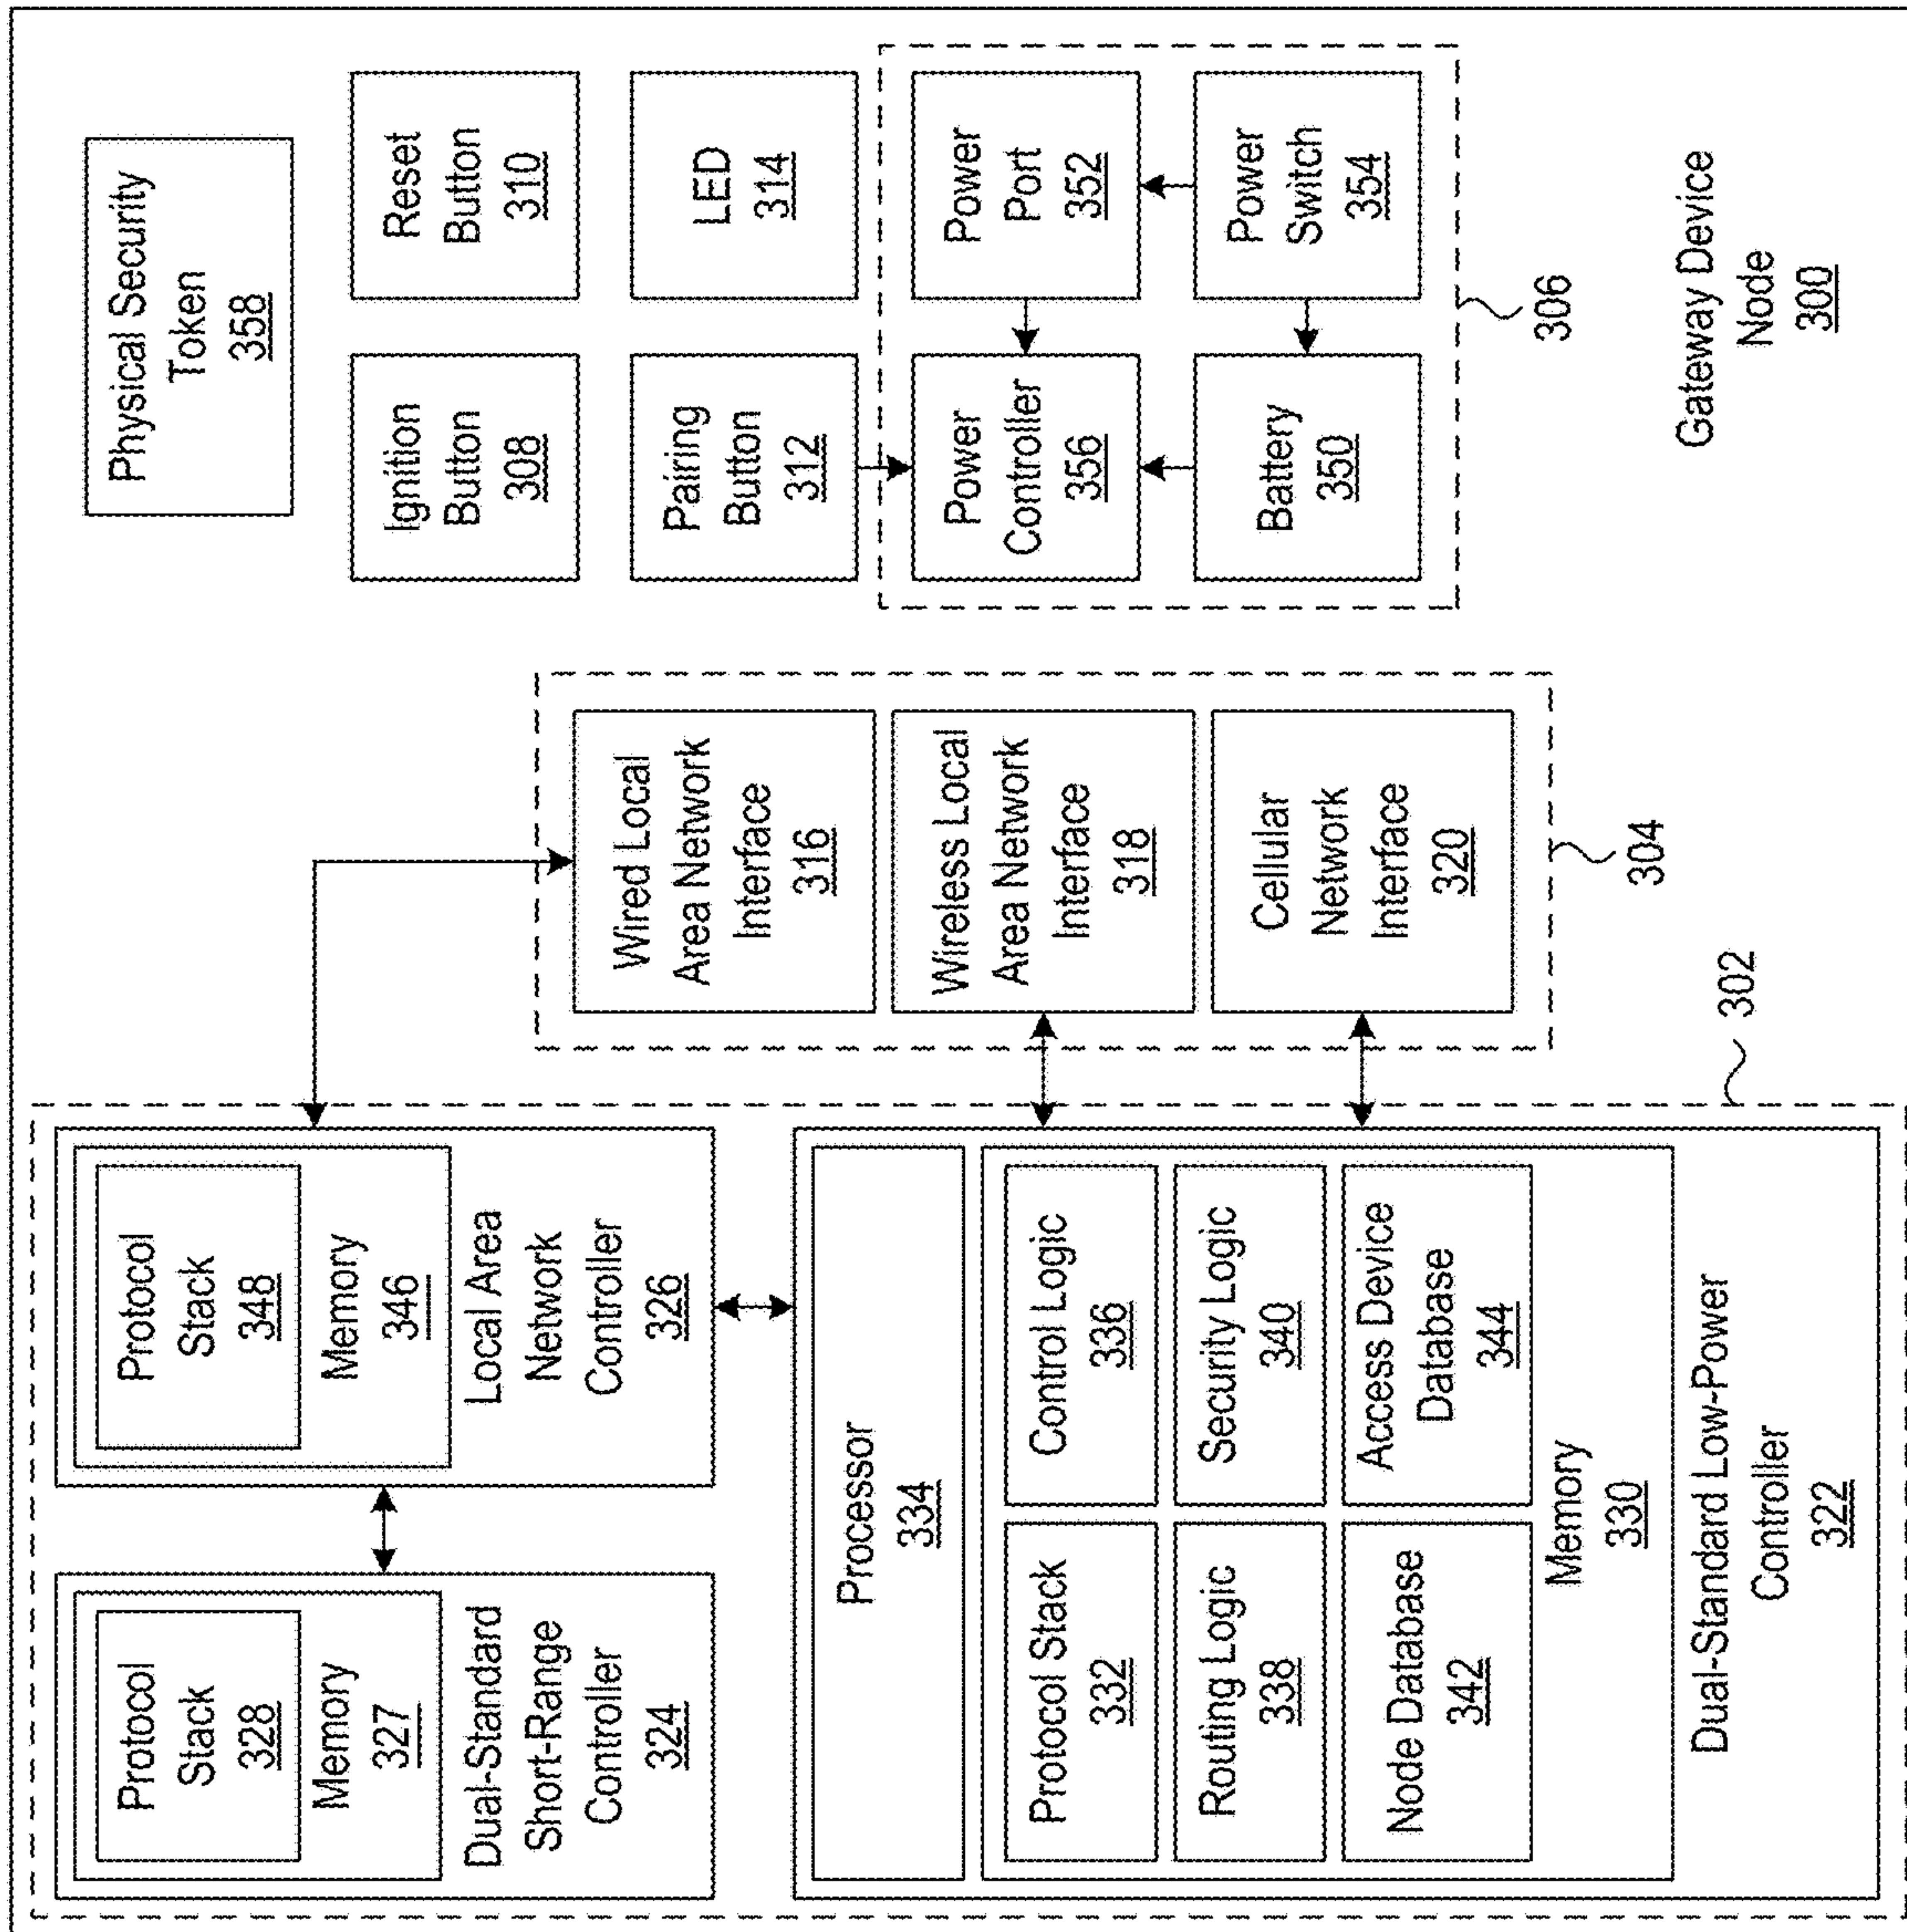 Protocol
Stack
328
Memory
327
Dual-Standard
Short-Range
Controller
324
Protocol
Stack
348
Memory
346
Local Area
Network
Controller
326
Processor
334
Protocol Stack
332
Control Logic
336
Routing Logic
338
Security Logic
340
Node Database
342
Access Device
Database
344
Memory
330
Dual-Standard Low-Power
Controller
322
302
Wired Local
Area Network
Interface
316
Wireless Local
Area Network
Interface
318
Cellular
Network
Interface
320
304
Physical Security
Token
358
Ignition
Button
308
Reset
Button
310
Pairing
Button
312
LED
314
Power
Controller
356
Power
Port
352
Battery
350
Power
Switch
354
306
Gateway Device
Node
300